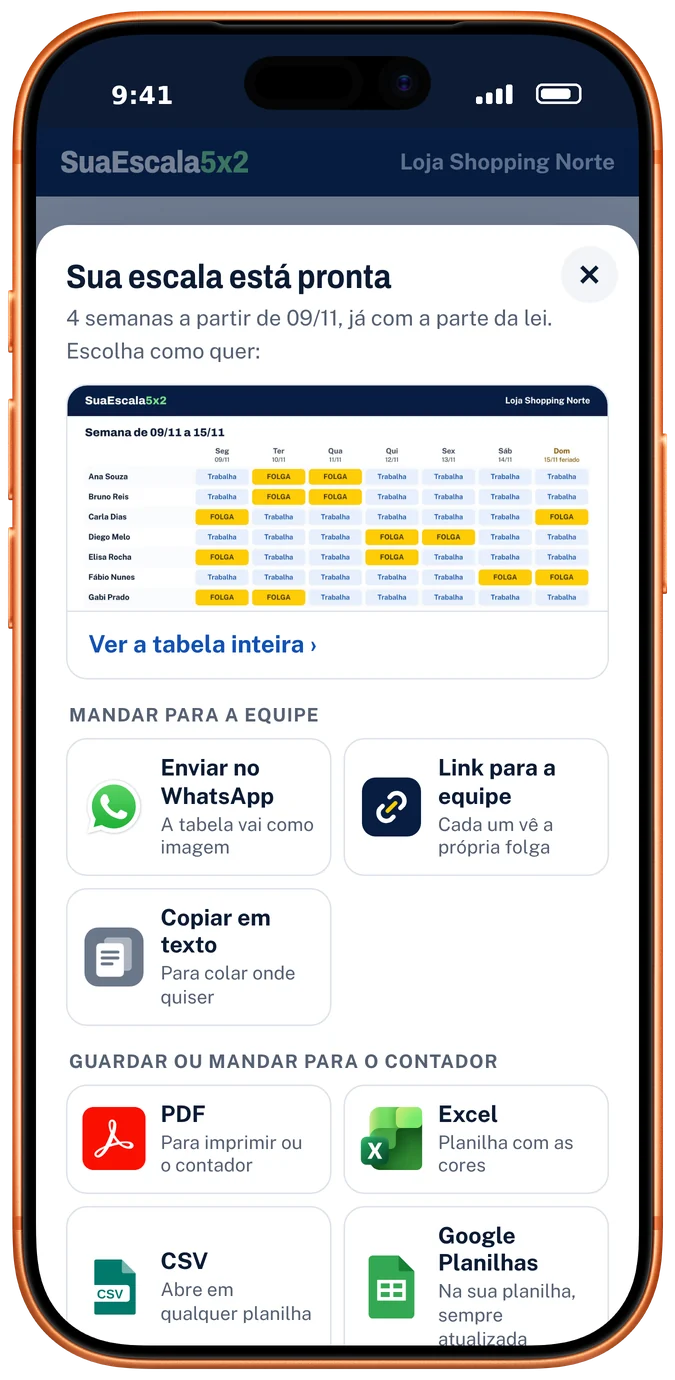 9:41
SuaEscala5x2 Loja Shopping Norte
Sua escala está pronta
4 semanas a partir de 09/11, já com a parte da lei.
Escolha como quer:
SuaEscala5x2 Loja Shopping Norte
Semana de 09/11 a 15/11
Seg Ter Qua Qui Sex Sáb Dom
09/11 10/11 11/11 12/11 13/11 14/11 15/11 feriado
Ana Souza Trabalha FOLGA FOLGA Trabalha Trabalha Trabalha Trabalha
Bruno Reis Trabalha FOLGA FOLGA Trabalha Trabalha Trabalha Trabalha
Carla Dias FOLGA Trabalha Trabalha Trabalha Trabalha Trabalha FOLGA
Diego Melo Trabalha Trabalha Trabalha FOLGA FOLGA Trabalha Trabalha
Elisa Rocha FOLGA Trabalha Trabalha FOLGA Trabalha Trabalha Trabalha
Fábio Nunes Trabalha Trabalha Trabalha Trabalha Trabalha FOLGA FOLGA
Gabi Prado FOLGA FOLGA Trabalha Trabalha Trabalha Trabalha Trabalha
Ver a tabela inteira ›
MANDAR PARA A EQUIPE
Enviar no
WhatsApp
A tabela vai como
imagem
Link para a
equipe
Cada um vê a
própria folga
Copiar em
texto
Para colar onde
quiser
GUARDAR OU MANDAR PARA O CONTADOR
PDF
Para imprimir ou
o contador
X
Excel
Planilha com as
cores
CSV
CSV
Abre em
qualquer planilha
Google
Planilhas
Na sua planilha,
sempre
atualizada